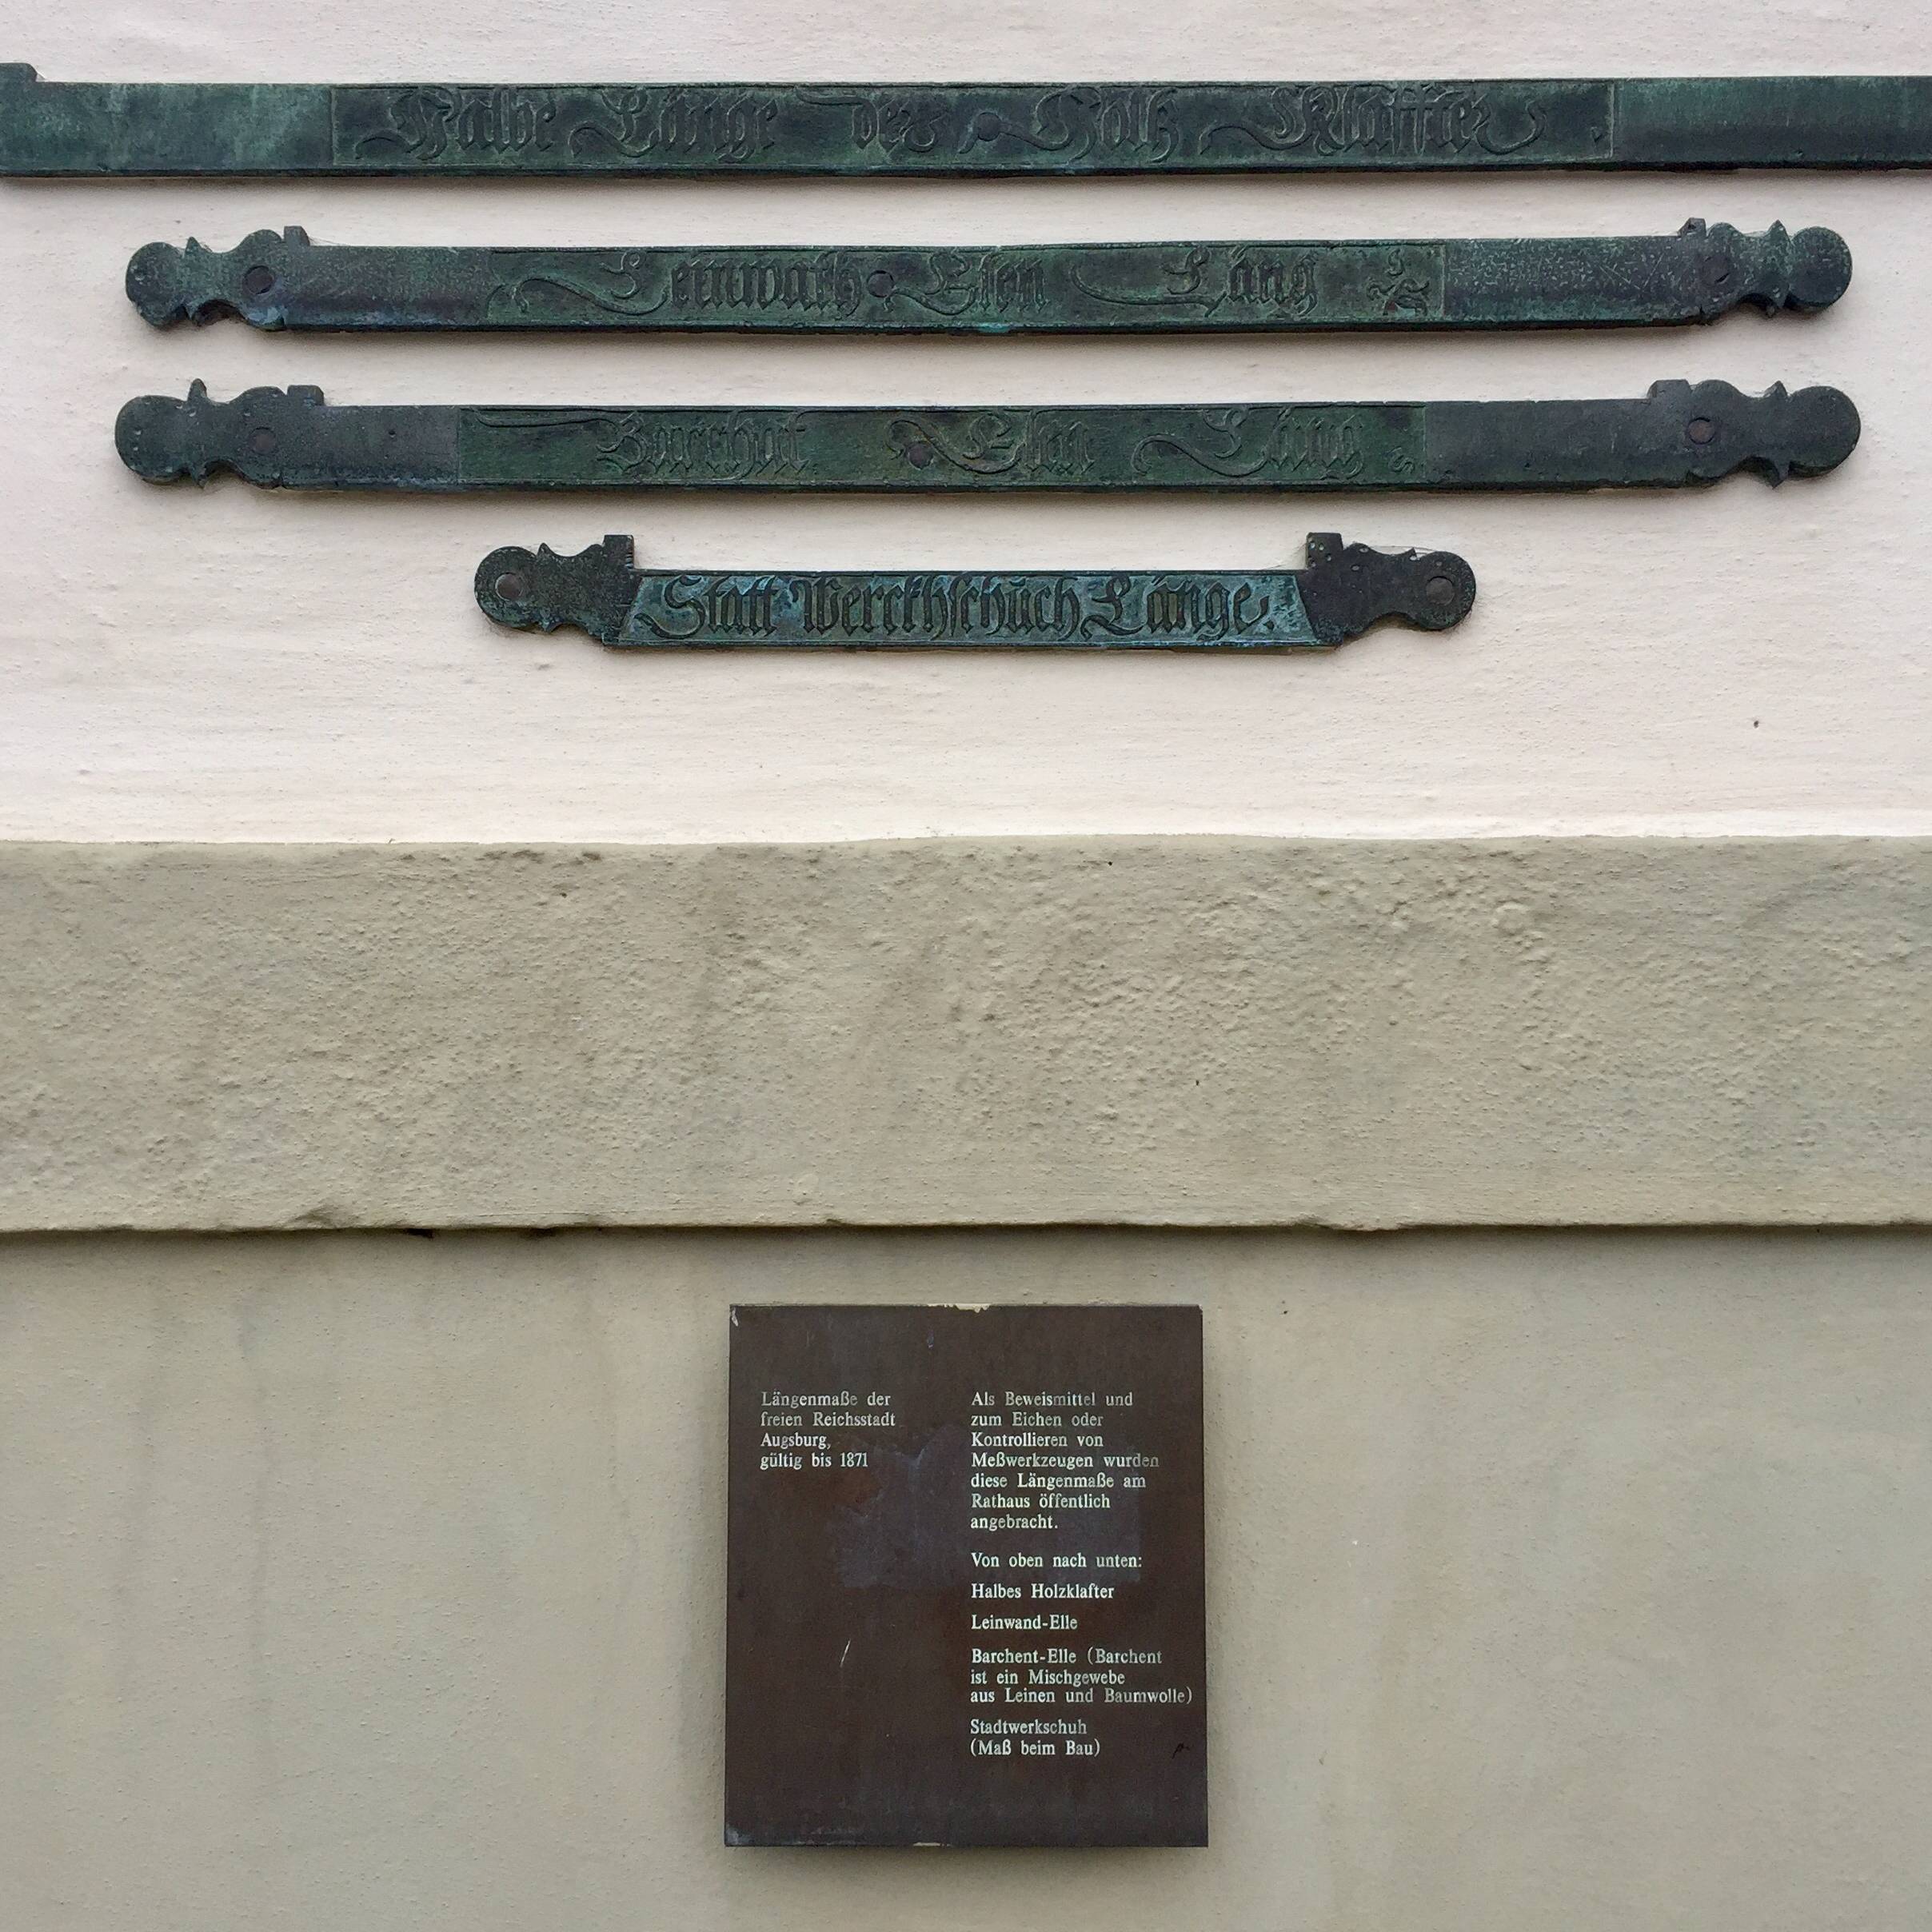 Halbe Länge des Holtz Klaffter.
Leinwath Elen Läng
Elen Läng
Statt Werckhschuch Länge.
Längenmaße der
freien Reichsstadt
Augsburg,
gültig bis 1871
Als Beweismittel und
zum Eichen oder
Kontrollieren von
Meßwerkzeugen wurden
diese Längenmaße am
Rathaus öffentlich
angebracht.
Von oben nach unten:
Halbes Holzklafter
Leinwand-Elle
Barchent-Elle (Barchent
ist ein Mischgewebe
aus Leinen und Baumwolle)
Stadtwerkschuh
(Maß beim Bau)